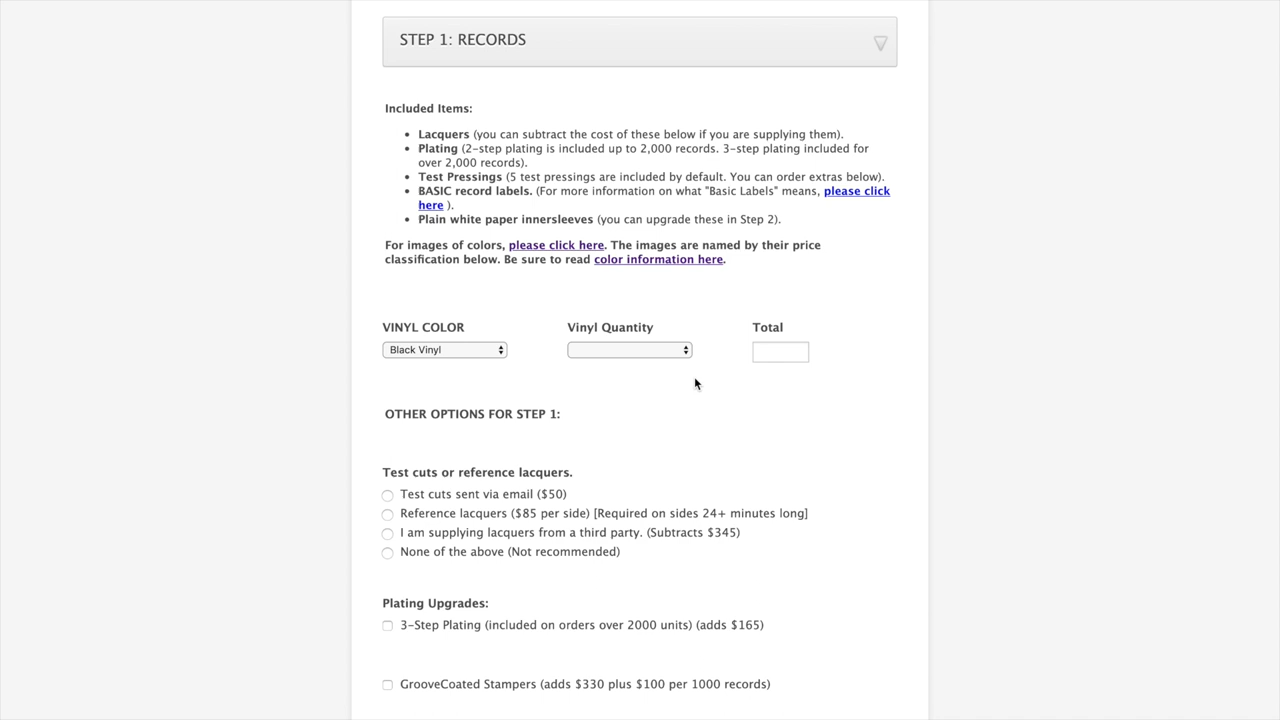 STEP 1: RECORDS
Included Items:
• Lacquers (you can subtract the cost of these below if you are supplying them).
• Plating (2-step plating is included up to 2,000 records. 3-step plating included for
over 2,000 records).
• Test Pressings (5 test pressings are included by default. You can order extras below).
• BASIC record labels. (For more information on what "Basic Labels" means, please click
here ).
• Plain white paper innersleeves (you can upgrade these in Step 2).
For images of colors, please click here. The images are named by their price
classification below. Be sure to read color information here.
VINYL COLOR Vinyl Quantity Total
Black Vinyl
OTHER OPTIONS FOR STEP 1:
Test cuts or reference lacquers.
Test cuts sent via email ($50)
Reference lacquers ($85 per side) [Required on sides 24+ minutes long]
I am supplying lacquers from a third party. (Subtracts $345)
None of the above (Not recommended)
Plating Upgrades:
3-Step Plating (included on orders over 2000 units) (adds $165)
GrooveCoated Stampers (adds $330 plus $100 per 1000 records)